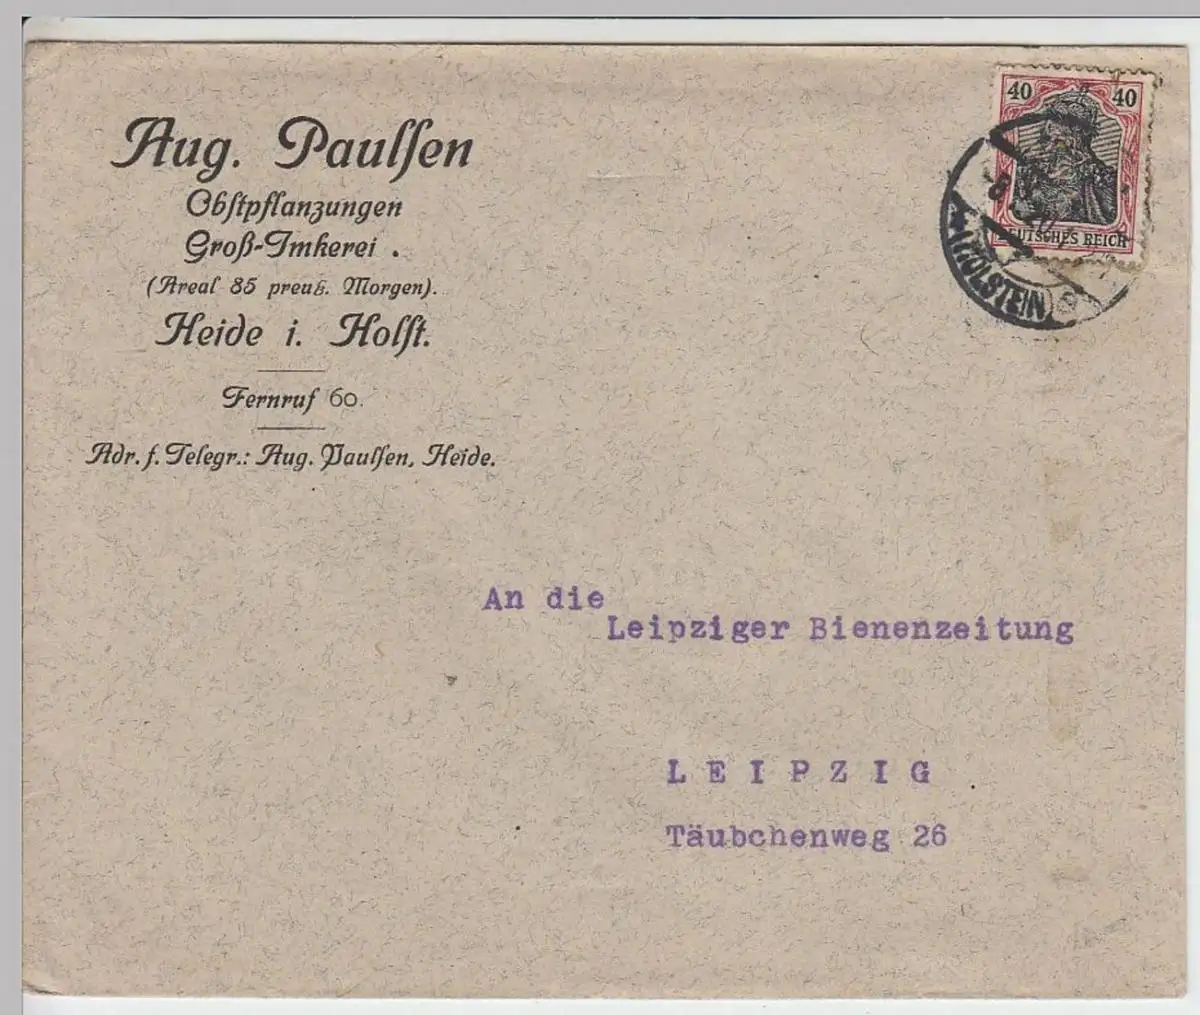 Aug. Paulſen
Obſtpflanzungen
Groß-Imkerei .
(Areal 85 preuß. Morgen).
Heide i. Holſt.
Fernruf 60.
Adr. f. Telegr.: Aug. Paulſen, Heide.
40 40
DEUTSCHES REICH
(HOLSTEIN)
An die
Leipziger Bienenzeitung
LEIPZIG
Täubchenweg 26